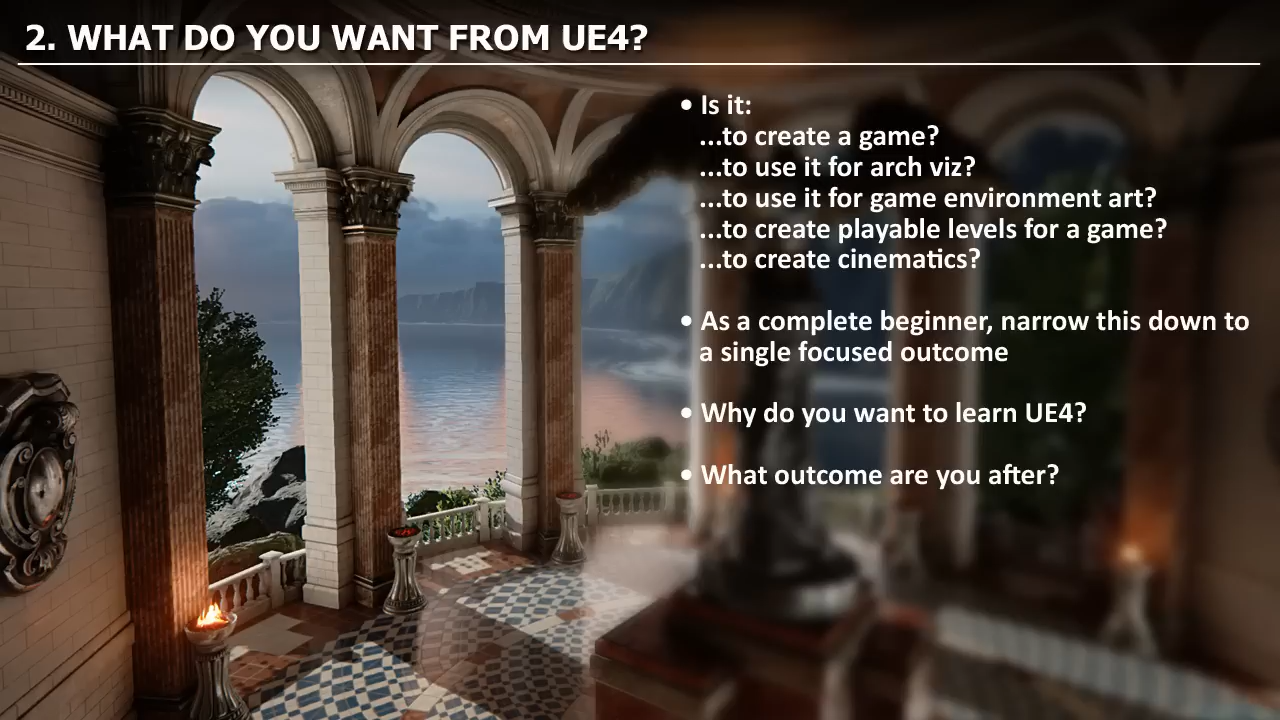 2. WHAT DO YOU WANT FROM UE4?
• Is it:
...to create a game?
...to use it for arch viz?
...to use it for game environment art?
...to create playable levels for a game?
...to create cinematics?
• As a complete beginner, narrow this down to
a single focused outcome
• Why do you want to learn UE4?
• What outcome are you after?